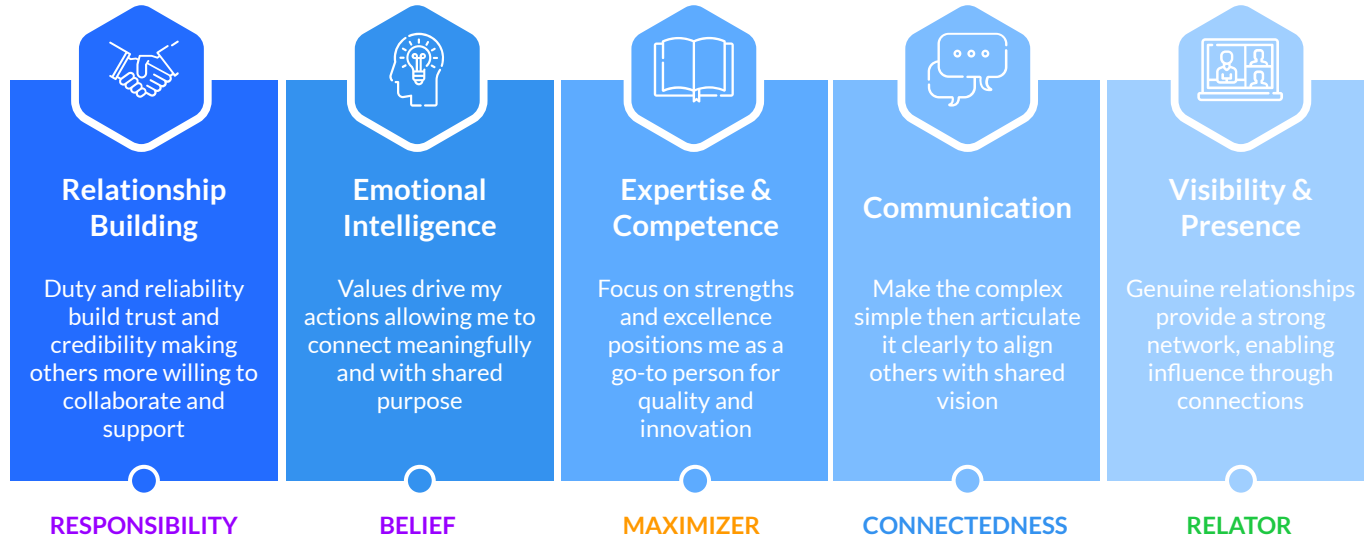 Relationship
Building
Duty and reliability
build trust and
credibility making
others more willing to
collaborate and
support
RESPONSIBILITY
Emotional
Intelligence
Values drive my
actions allowing me to
connect meaningfully
and with shared
purpose
BELIEF
Expertise &
Competence
Focus on strengths
and excellence
positions me as a
go-to person for
quality and
innovation
MAXIMIZER
Communication
Make the complex
simple then articulate
it clearly to align
others with shared
vision
CONNECTEDNESS
Visibility &
Presence
Genuine relationships
provide a strong
network, enabling
influence through
connections
RELATOR